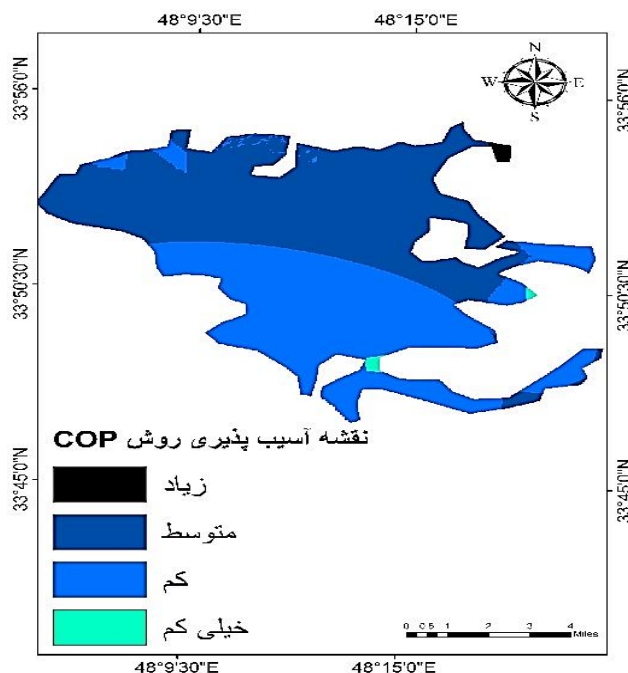 48°9'30"E 48°15'0"E
N
W E
S
33°56'0"N 33°56'0"N
33°50'30"N 33°50'30"N
33°45'0"N 33°45'0"N
نقشه آسیب پذیری روش COP
زیاد
متوسط
کم
خیلی کم
0 0.5 1 2 3 4
Miles
48°9'30"E 48°15'0"E